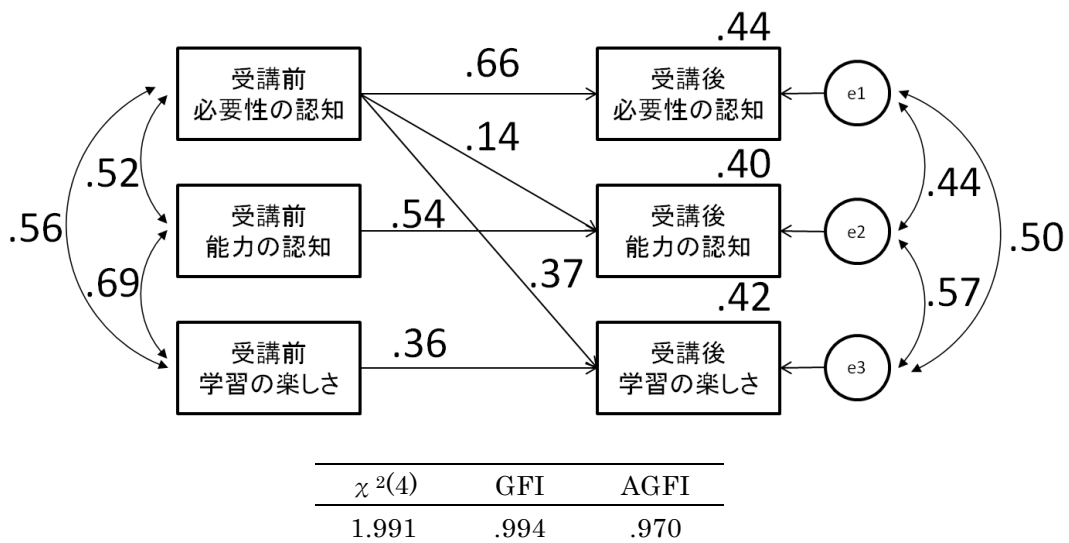 .44
受講前
必要性の認知
.66
受講後
必要性の認知
e1
.14
.52
.40
.44
受講前
能力の認知
.54
受講後
能力の認知
e2
.56
.50
.69
.37
.42
.57
受講前
学習の楽しさ
.36
受講後
学習の楽しさ
e3
χ²(4) GFI AGFI
1.991 .994 .970